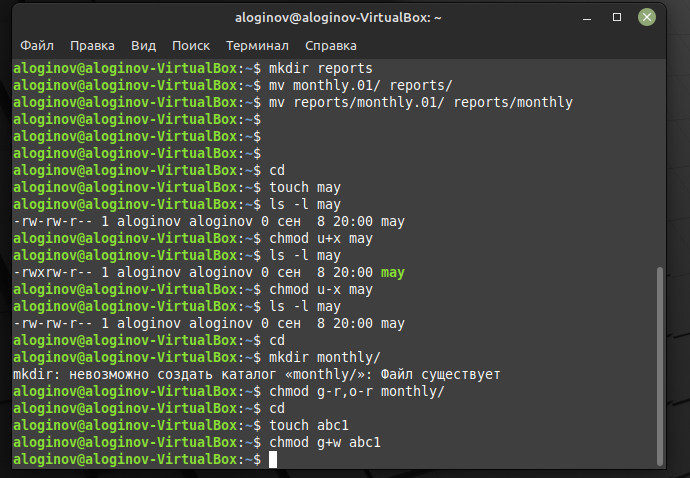 aloginov@aloginov-VirtualBox: ~
Файл Правка Вид Поиск Терминал Справка
aloginov@aloginov-VirtualBox:~$ mkdir reports
aloginov@aloginov-VirtualBox:~$ mv monthly.01/ reports/
aloginov@aloginov-VirtualBox:~$ mv reports/monthly.01/ reports/monthly
aloginov@aloginov-VirtualBox:~$
aloginov@aloginov-VirtualBox:~$
aloginov@aloginov-VirtualBox:~$
aloginov@aloginov-VirtualBox:~$ cd
aloginov@aloginov-VirtualBox:~$ touch may
aloginov@aloginov-VirtualBox:~$ ls -l may
-rw-rw-r-- 1 aloginov aloginov 0 сен  8 20:00 may
aloginov@aloginov-VirtualBox:~$ chmod u+x may
aloginov@aloginov-VirtualBox:~$ ls -l may
-rwxrw-r-- 1 aloginov aloginov 0 сен  8 20:00 may
aloginov@aloginov-VirtualBox:~$ chmod u-x may
aloginov@aloginov-VirtualBox:~$ ls -l may
-rw-rw-r-- 1 aloginov aloginov 0 сен  8 20:00 may
aloginov@aloginov-VirtualBox:~$ cd
aloginov@aloginov-VirtualBox:~$ mkdir monthly/
mkdir: невозможно создать каталог «monthly/»: Файл существует
aloginov@aloginov-VirtualBox:~$ chmod g-r,o-r monthly/
aloginov@aloginov-VirtualBox:~$ cd
aloginov@aloginov-VirtualBox:~$ touch abc1
aloginov@aloginov-VirtualBox:~$ chmod g+w abc1
aloginov@aloginov-VirtualBox:~$